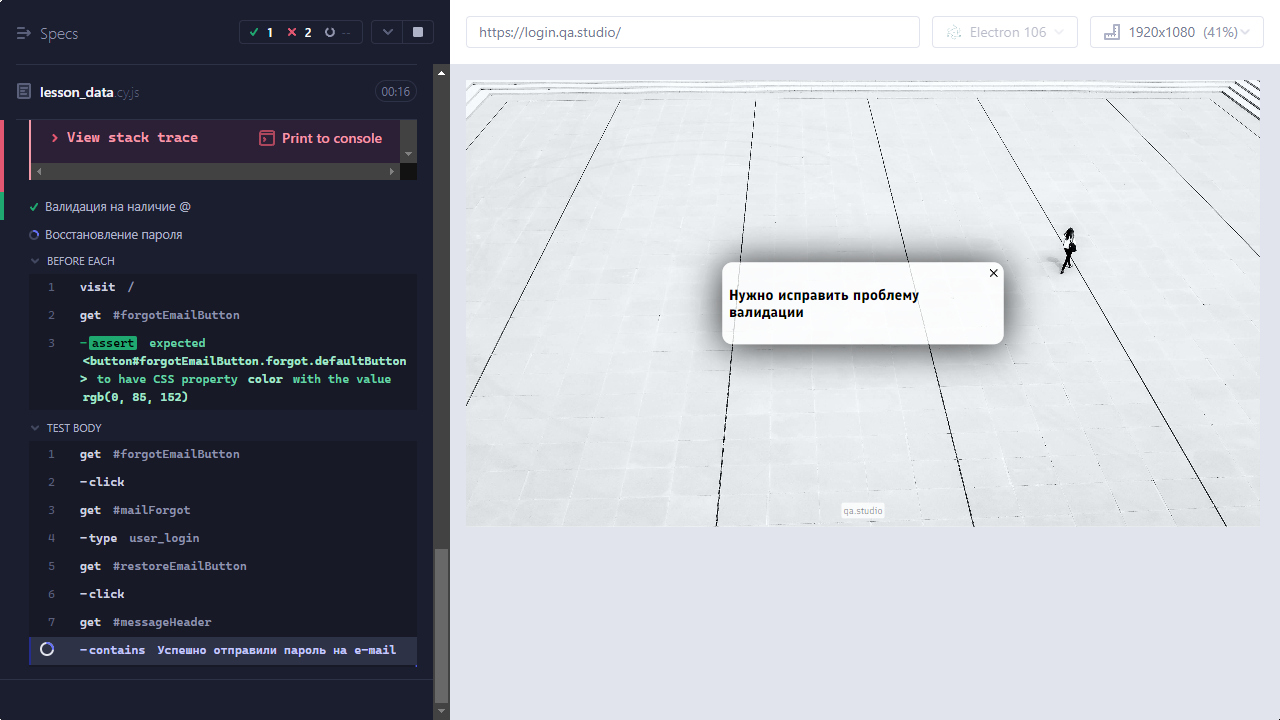 Specs
1
2
--
lesson_data cy.js
00:16
View stack trace
Print to console
Валидация на наличие @
Восстановление пароля
BEFORE EACH
1 visit /
2 get #forgotEmailButton
3 -assert expected
<button#forgotEmailButton.forgot.defaultButton
> to have CSS property color with the value
rgb(0, 85, 152)
TEST BODY
1 get #forgotEmailButton
2 -click
3 get #mailForgot
4 -type user_login
5 get #restoreEmailButton
6 -click
7 get #messageHeader
-contains Успешно отправили пароль на e-mail
https://login.qa.studio/
Electron 106
1920x1080 (41%)
Нужно исправить проблему
валидации
qa.studio